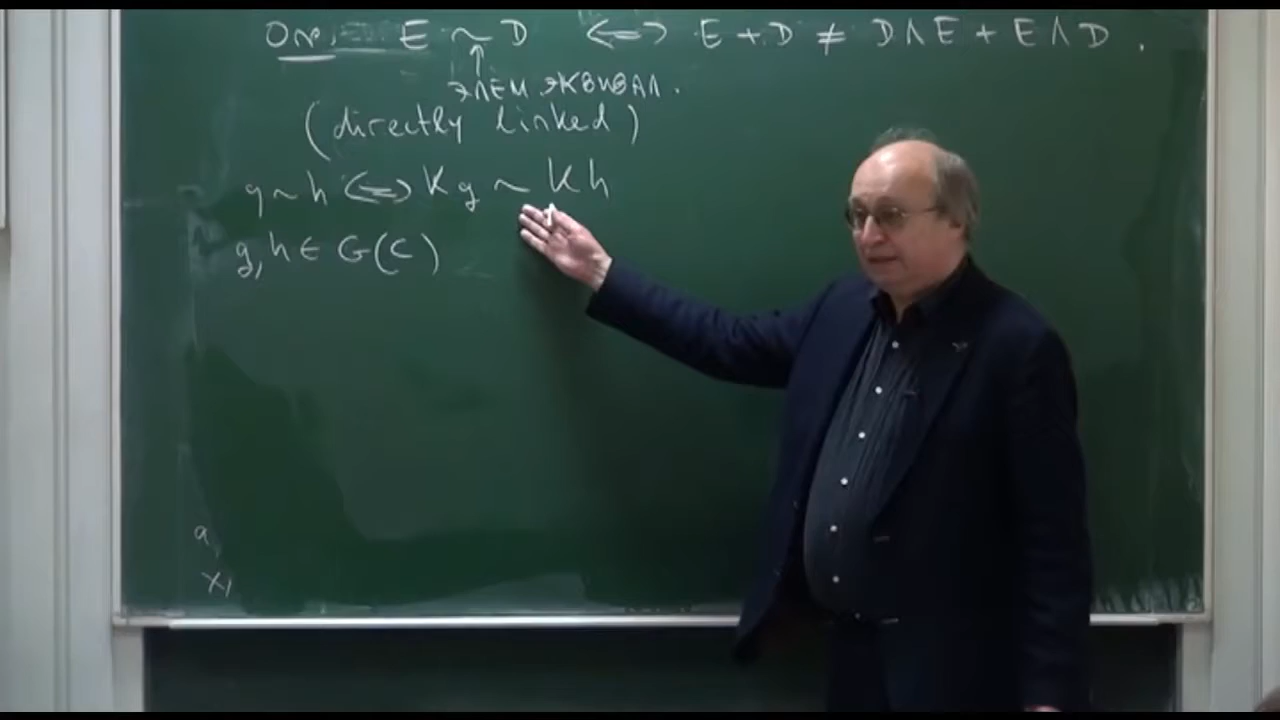 Опр. E ~ D ⟺ E + D ≠ D ∧ E + E ∧ D.
↑
элем. эквивал.
(directly linked)
g ~ h ⟺ Kg ~ Kh
g, h ∈ G(C)
a,
x,